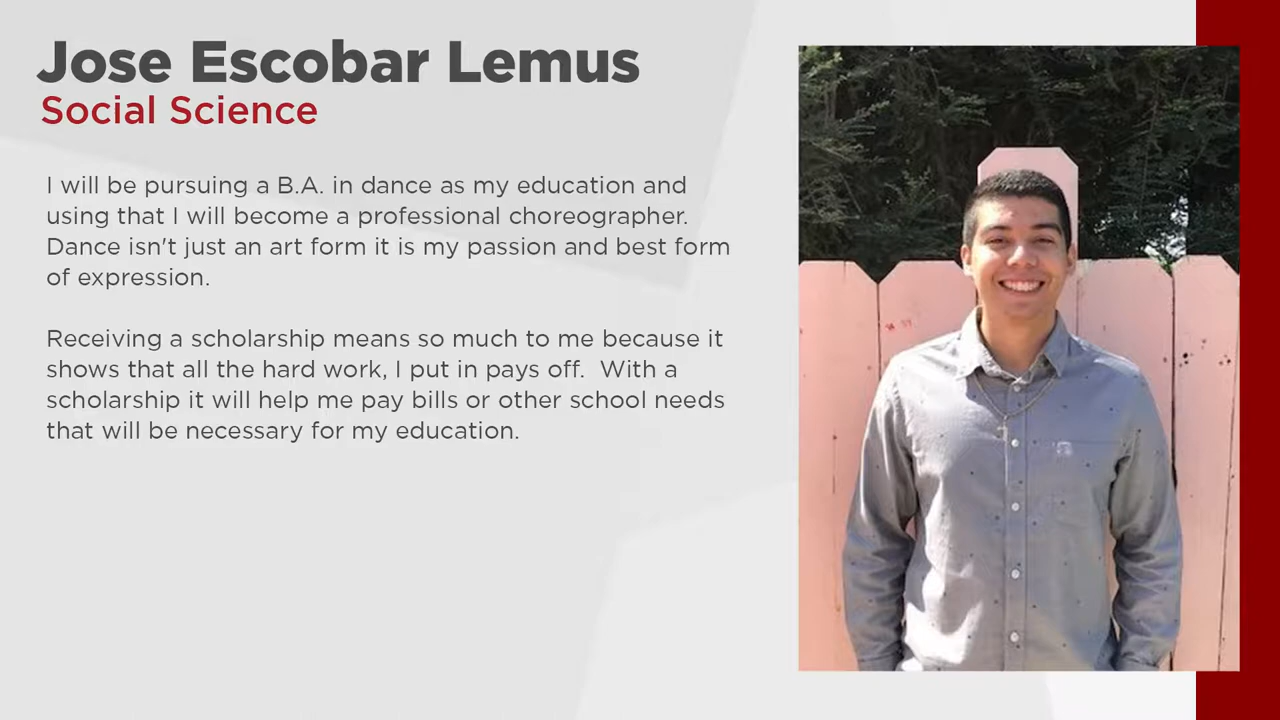 Jose Escobar Lemus
Social Science
I will be pursuing a B.A. in dance as my education and
using that I will become a professional choreographer.
Dance isn't just an art form it is my passion and best form
of expression.
Receiving a scholarship means so much to me because it
shows that all the hard work, I put in pays off.  With a
scholarship it will help me pay bills or other school needs
that will be necessary for my education.